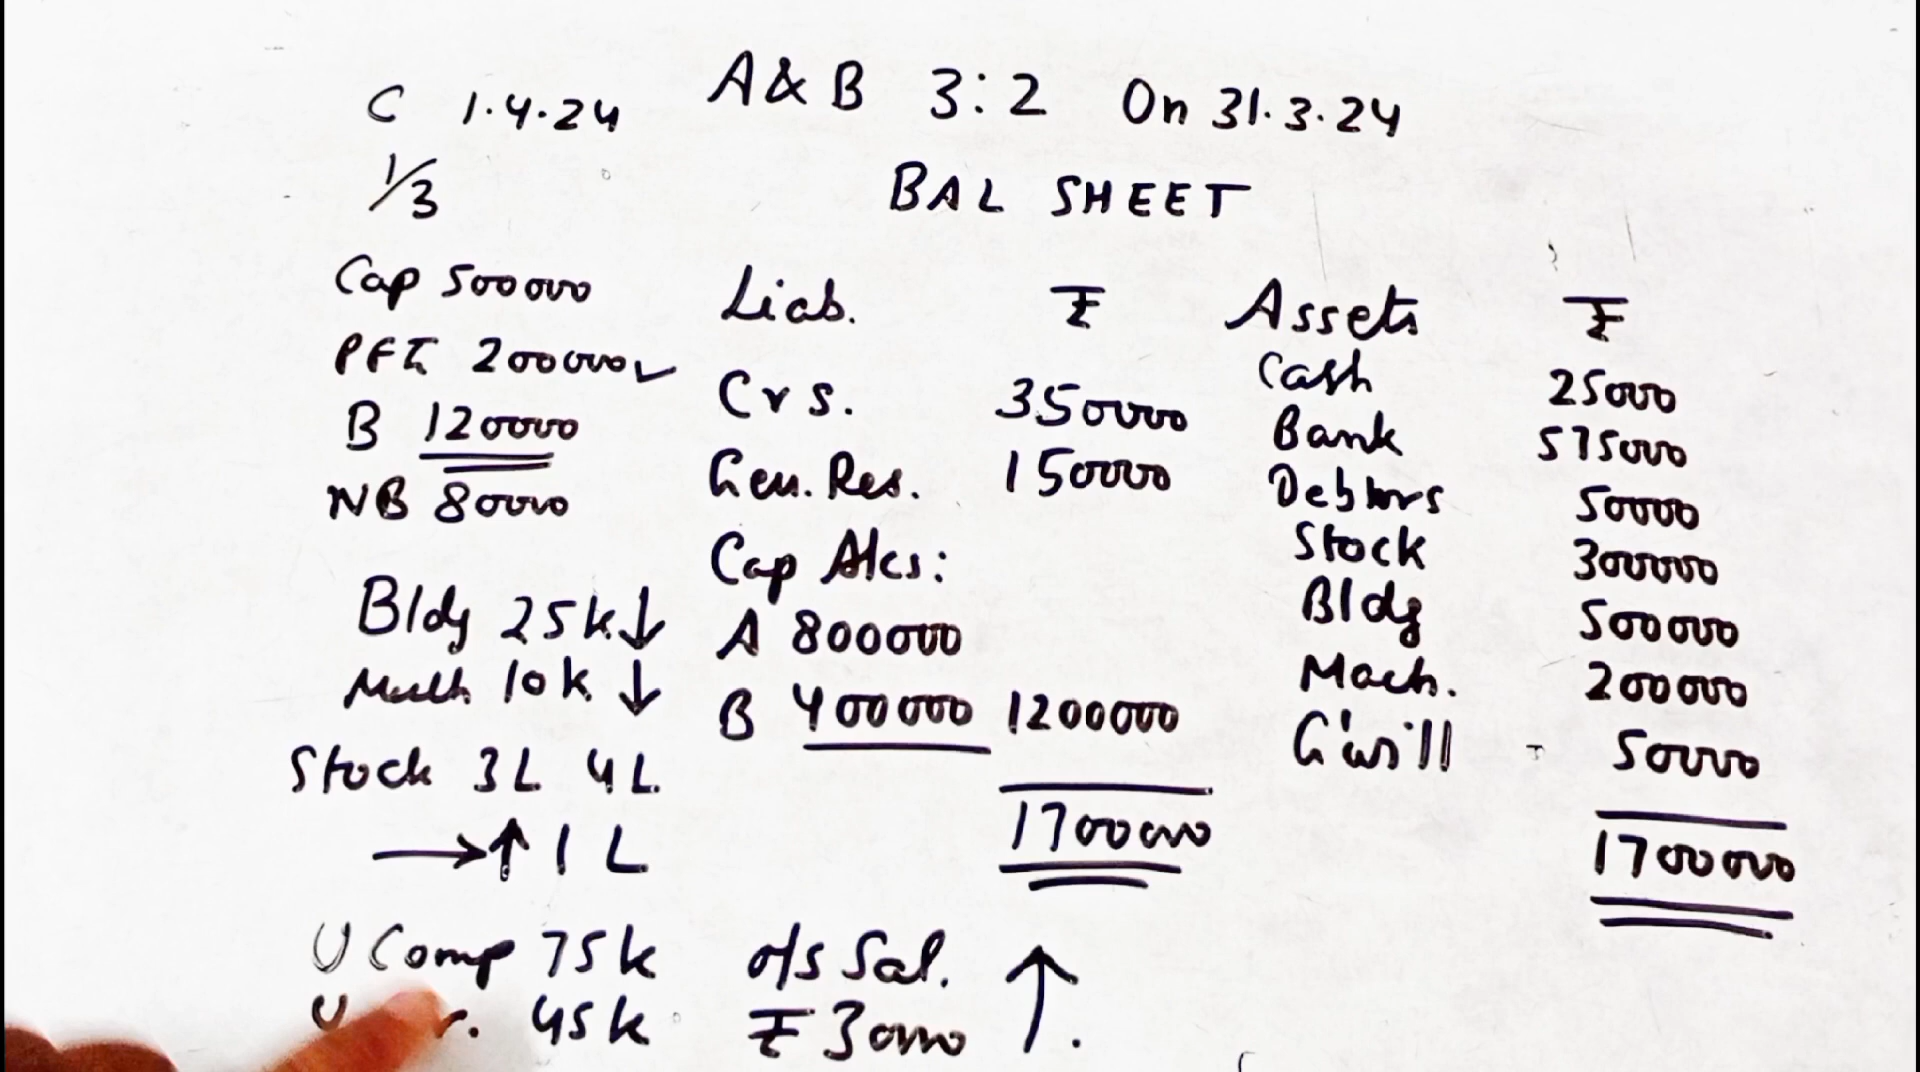 A & B 3:2 On 31.3.24
C 1.4.24
1/3
BAL SHEET
Cap 500000
PFT 200000 ✓
B 120000
NB 80000
Bldg 25k ↓
10k ↓
Stock 3L 4L
→ ↑ 1 L
U Comp 75k
U r. 45k
o/s Sal. ↑
₹ 30000
Liab. ₹ Assets ₹
Crs. 350000 Cash 25000
Gen. Res. 150000 Bank 575000
Cap A/cs: Debtors 50000
A 800000 Stock 300000
B 400000 1200000 Bldg 500000
Mach. 200000
G'will 50000
1700000 1700000